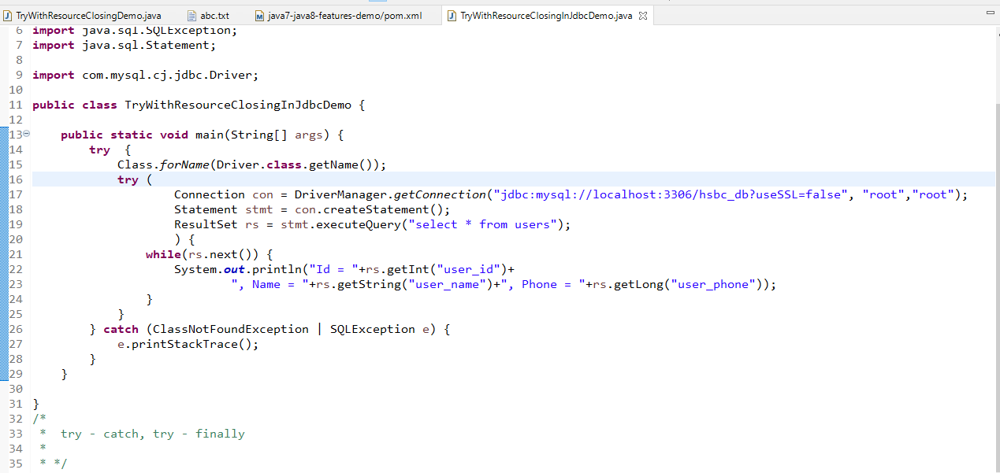 TryWithResourceClosingDemo.java abc.txt java7-java8-features-demo/pom.xml TryWithResourceClosingInJdbcDemo.java
6 import java.sql.SQLException;
7 import java.sql.Statement;
8
9 import com.mysql.cj.jdbc.Driver;
10
11 public class TryWithResourceClosingInJdbcDemo {
12
13     public static void main(String[] args) {
14         try  {
15             Class.forName(Driver.class.getName());
16             try (
17                     Connection con = DriverManager.getConnection("jdbc:mysql://localhost:3306/hsbc_db?useSSL=false", "root","root");
18                     Statement stmt = con.createStatement();
19                     ResultSet rs = stmt.executeQuery("select * from users");
20                     ) {
21                 while(rs.next()) {
22                     System.out.println("Id = "+rs.getInt("user_id")+
23                             ", Name = "+rs.getString("user_name")+", Phone = "+rs.getLong("user_phone"));
24                 }
25             }
26         } catch (ClassNotFoundException | SQLException e) {
27             e.printStackTrace();
28         }
29     }
30
31 }
32 /*
33  *  try - catch, try - finally
34  *
35  * */